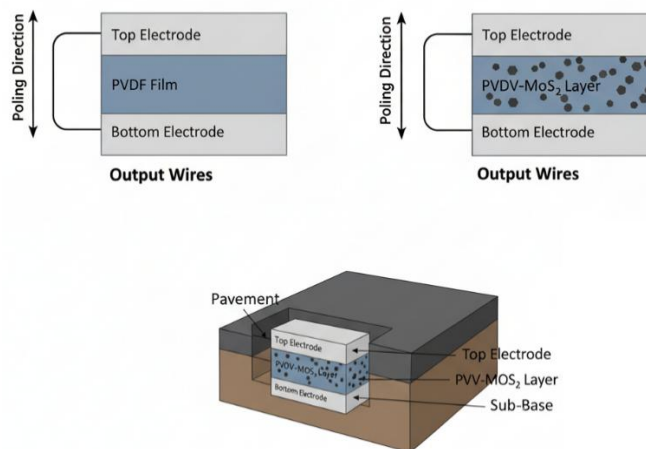 Poling Direction
Top Electrode
PVDF Film
Bottom Electrode
Output Wires
Poling Direction
Top Electrode
PVDV-MoS₂ Layer
Bottom Electrode
Output Wires
Pavement
Top Electrode
PVOV-MOS₂ Layer
Bottom Electrode
Top Electrode
PVV-MOS₂ Layer
Sub-Base